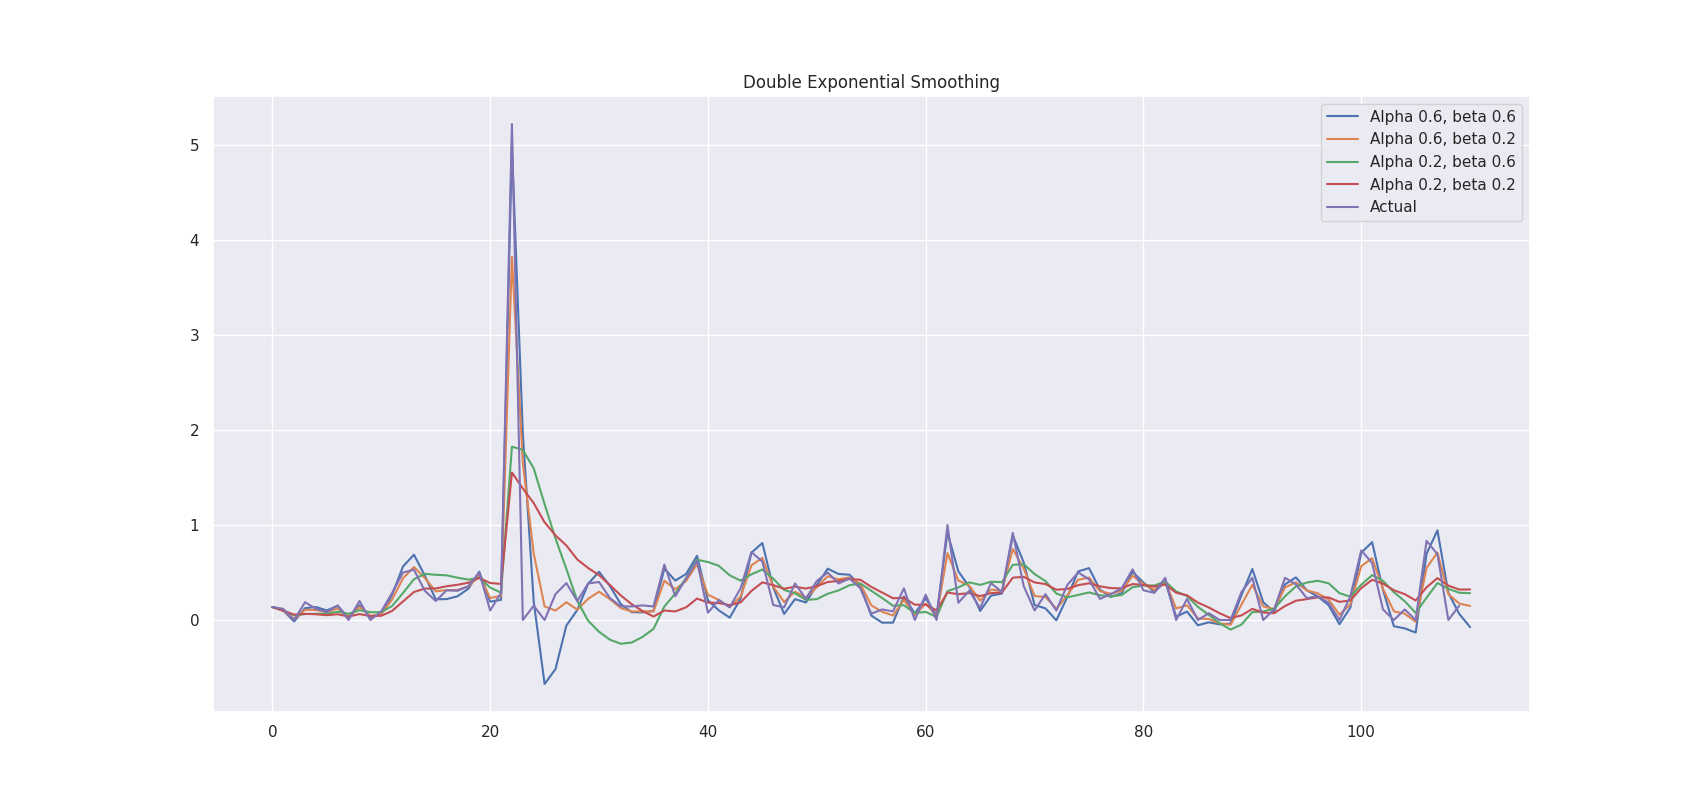 Double Exponential Smoothing
Alpha 0.6, beta 0.6
Alpha 0.6, beta 0.2
Alpha 0.2, beta 0.6
Alpha 0.2, beta 0.2
Actual
5
4
3
2
1
0
0 20 40 60 80 100